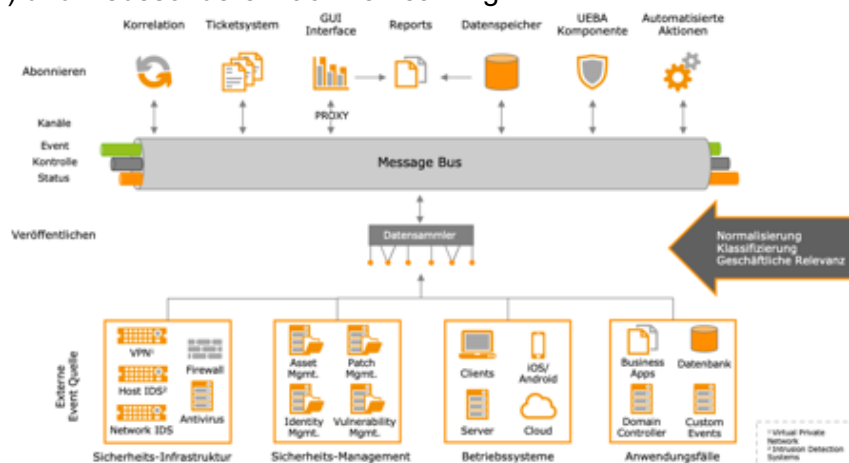 Korrelation
Ticketsystem
GUI
Interface
Reports
Datenspeicher
UEBA
Komponente
Automatisierte
Aktionen
Abonnieren
PROXY
Kanäle
Event
Kontrolle
Status
Message Bus
Veröffentlichen
Datensammler
Normalisierung
Klassifizierung
Geschäftliche Relevanz
Externe
Event Quelle
VPN¹
Firewall
Host IDS²
Antivirus
Network IDS
Sicherheits-Infrastruktur
Asset
Mgmt.
Patch
Mgmt.
Identity
Mgmt.
Vulnerability
Mgmt.
Sicherheits-Management
Clients
iOS/
Android
Server
Cloud
Betriebssysteme
Business
Apps
Datenbank
Domain
Controller
Custom
Events
Anwendungsfälle
¹ Virtual Private
Network
² Intrusion Detection
Systems